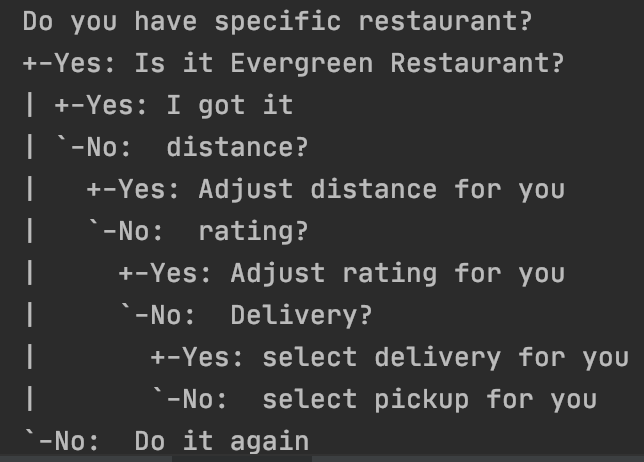 Do you have specific restaurant?
+-Yes: Is it Evergreen Restaurant?
| +-Yes: I got it
| `-No:  distance?
|   +-Yes: Adjust distance for you
|   `-No:  rating?
|     +-Yes: Adjust rating for you
|     `-No:  Delivery?
|       +-Yes: select delivery for you
|       `-No:  select pickup for you
`-No:  Do it again